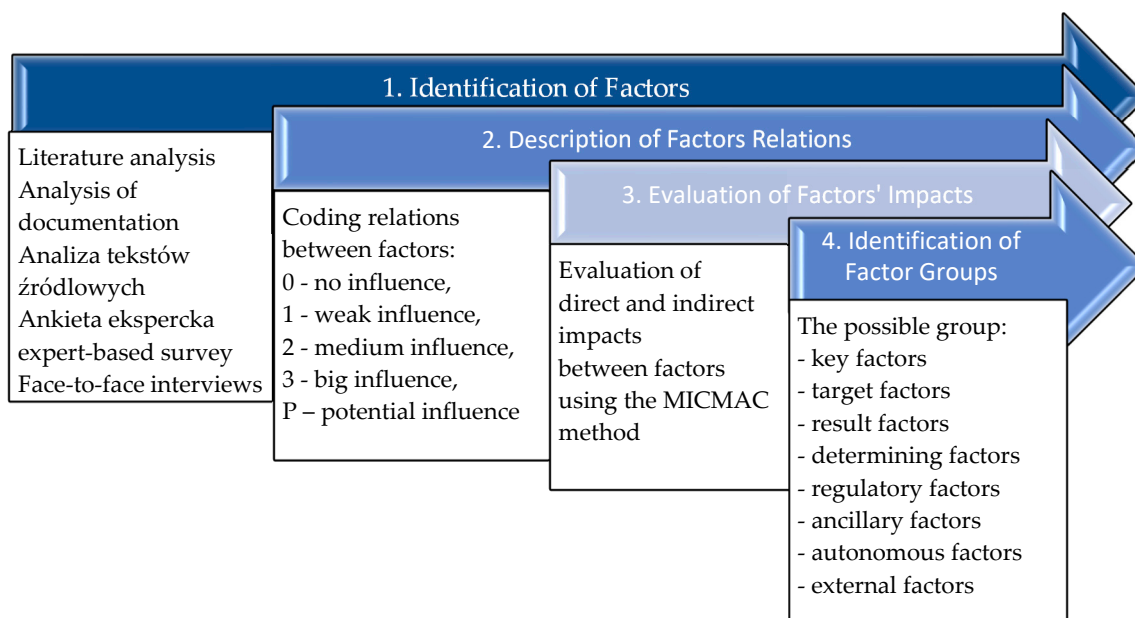 1. Identification of Factors
Literature analysis
Analysis of
documentation
Analiza tekstów
źródlowych
Ankieta ekspercka
expert-based survey
Face-to-face interviews
2. Description of Factors Relations
Coding relations
between factors:
0 - no influence,
1 - weak influence,
2 - medium influence,
3 - big influence,
P – potential influence
3. Evaluation of Factors' Impacts
Evaluation of
direct and indirect
impacts
between factors
using the MICMAC
method
4. Identification of
Factor Groups
The possible group:
- key factors
- target factors
- result factors
- determining factors
- regulatory factors
- ancillary factors
- autonomous factors
- external factors